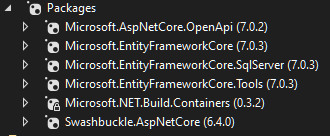 Packages
Microsoft.AspNetCore.OpenApi (7.0.2)
Microsoft.EntityFrameworkCore (7.0.3)
Microsoft.EntityFrameworkCore.SqlServer (7.0.3)
Microsoft.EntityFrameworkCore.Tools (7.0.3)
Microsoft.NET.Build.Containers (0.3.2)
Swashbuckle.AspNetCore (6.4.0)